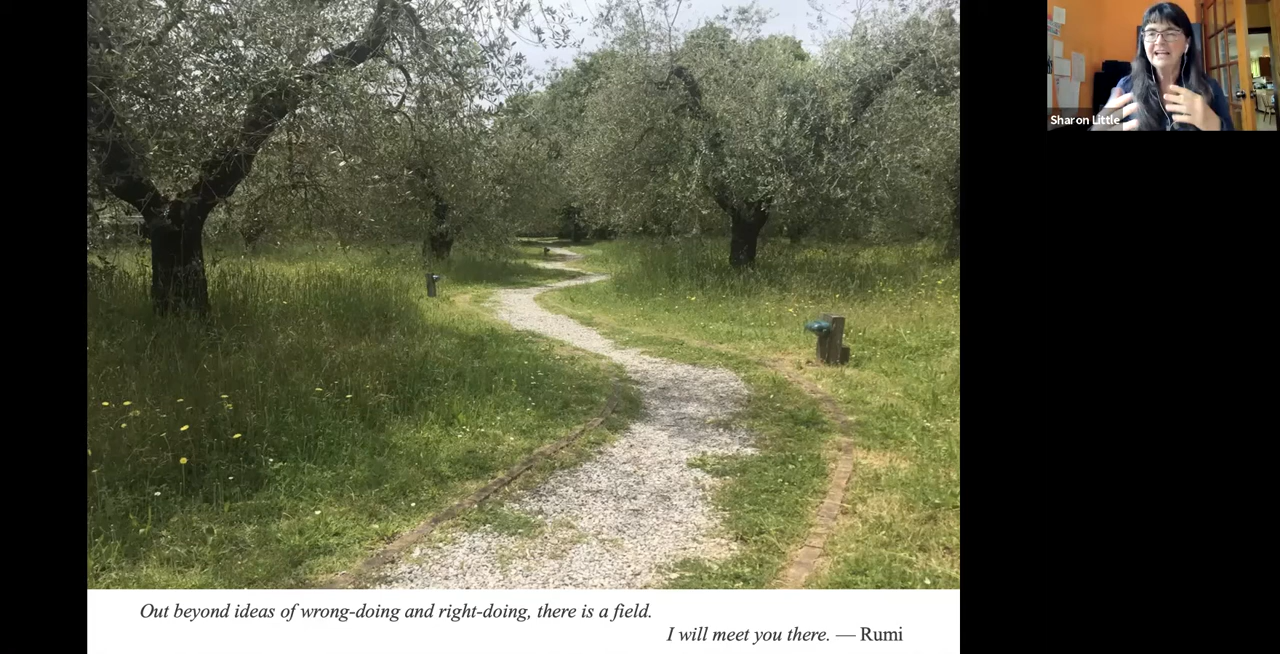 Sharon Little
Out beyond ideas of wrong-doing and right-doing, there is a field.
I will meet you there. — Rumi